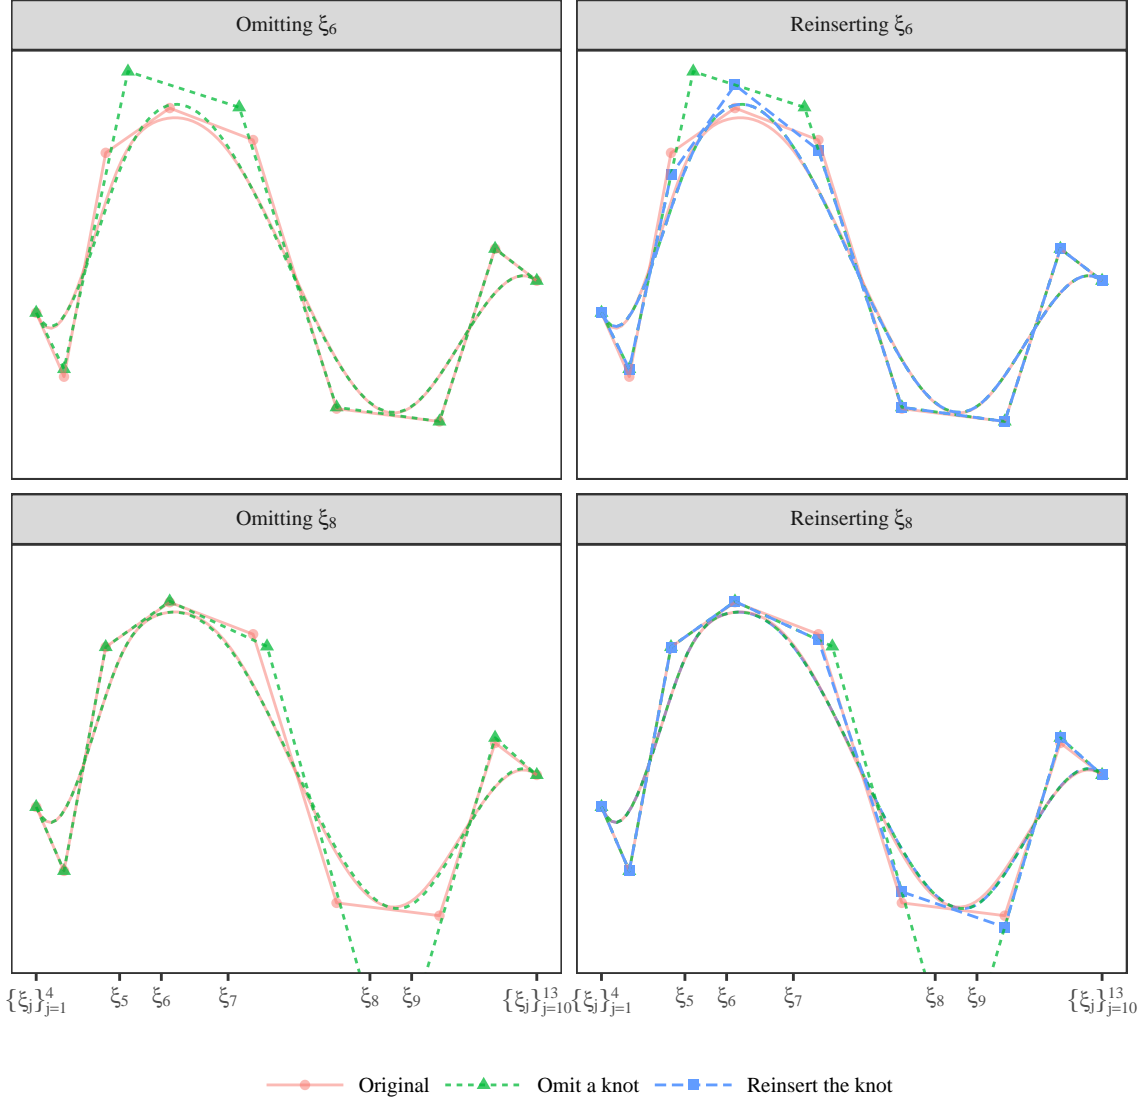 Omitting ξ₆
Reinserting ξ₆
Omitting ξ₈
Reinserting ξ₈
{ξⱼ}⁴ⱼ₌₁ ξ₅ ξ₆ ξ₇ ξ₈ ξ₉ {ξⱼ}¹³ⱼ₌₁₀
{ξⱼ}⁴ⱼ₌₁ ξ₅ ξ₆ ξ₇ ξ₈ ξ₉ {ξⱼ}¹³ⱼ₌₁₀
Original Omit a knot Reinsert the knot